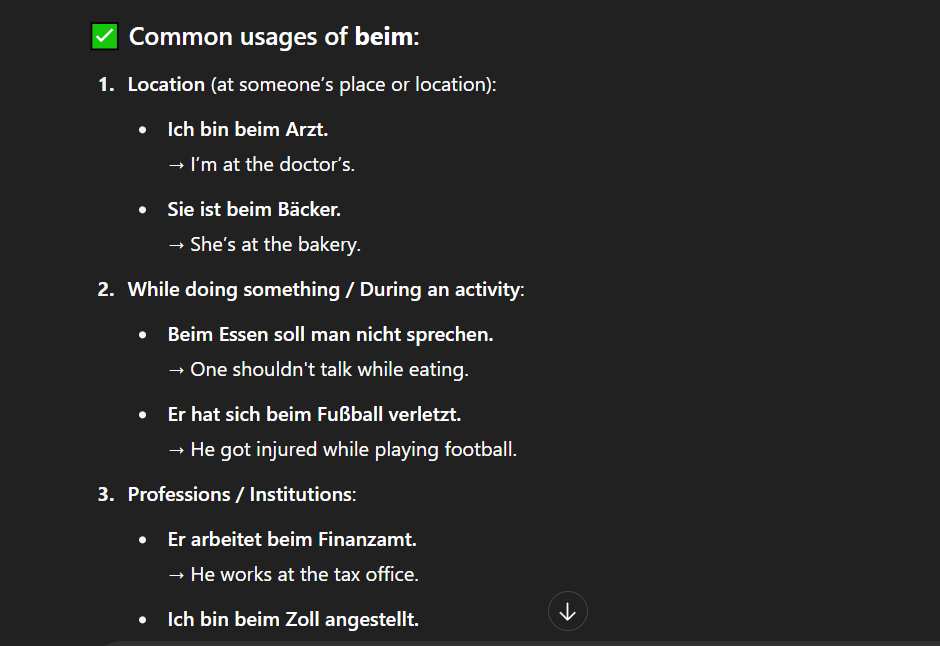 ✅ Common usages of beim:
1. Location (at someone’s place or location):
• Ich bin beim Arzt.
→ I’m at the doctor’s.
• Sie ist beim Bäcker.
→ She’s at the bakery.
2. While doing something / During an activity:
• Beim Essen soll man nicht sprechen.
→ One shouldn't talk while eating.
• Er hat sich beim Fußball verletzt.
→ He got injured while playing football.
3. Professions / Institutions:
• Er arbeitet beim Finanzamt.
→ He works at the tax office.
• Ich bin beim Zoll angestellt.